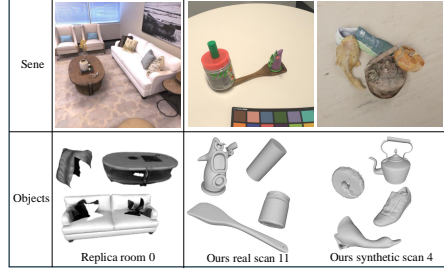 Sene
Objects
Replica room 0
Ours real scan 11
Ours synthetic scan 4